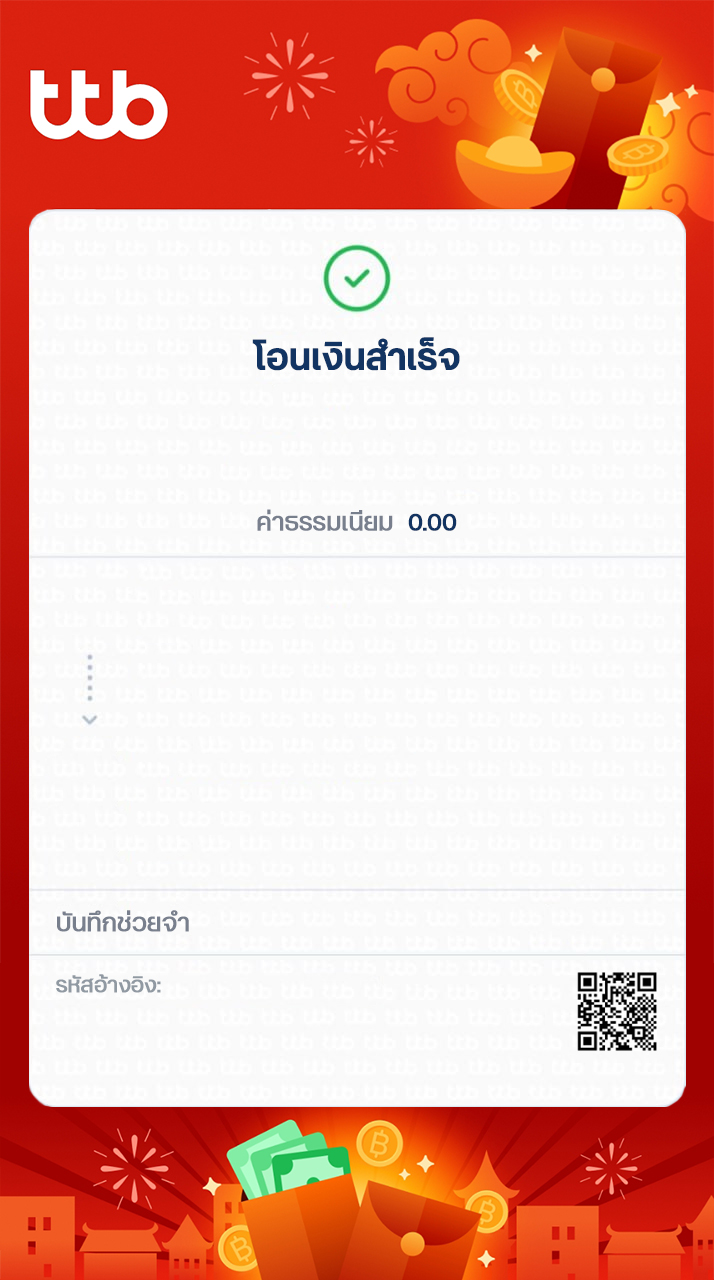 ttb
โอนเงินสำเร็จ
ค่าธรรมเนียม 0.00
บันทึกช่วยจำ
รหัสอ้างอิง: